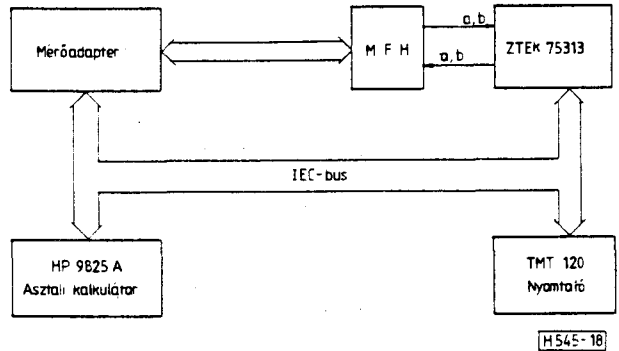 Mérőadapter
M F H
a,b
a,b
ZTEK 75313
IEC-bus
HP 9825 A
Asztali kalkulátor
TMT 120
Nyomtató
H545-18